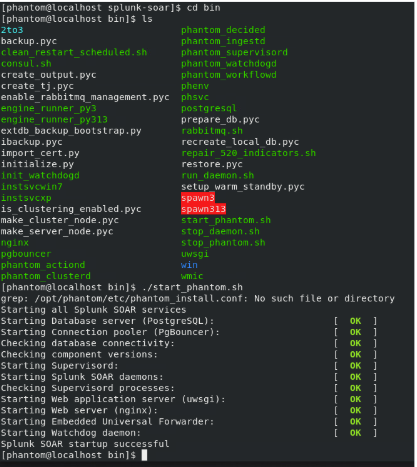 [phantom@localhost splunk-soar]$ cd bin
[phantom@localhost bin]$ ls
2to3 phantom_decided
backup.pyc phantom_ingestd
clean_restart_scheduled.sh phantom_supervisord
consul.sh phantom_watchdogd
create_output.pyc phantom_workflowd
create_tj.pyc phenv
enable_rabbitmq_management.pyc phsvc
engine_runner_py3 postgresql
engine_runner_py313 prepare_db.pyc
extdb_backup_bootstrap.pyc rabbitmq.sh
ibackup.pyc recreate_local_db.pyc
import_cert.py repair_520_indicators.sh
initialize.py restore.pyc
init_watchdogd run_daemon.sh
instsvcwin7 setup_warm_standby.pyc
instsvcxp spawn3
is_clustering_enabled.pyc spawn313
make_cluster_node.pyc start_phantom.sh
make_server_node.pyc stop_daemon.sh
nginx stop_phantom.sh
pgbouncer uwsgi
phantom_actiond win
phantom_clusterd wmic
[phantom@localhost bin]$ ./start_phantom.sh
grep: /opt/phantom/etc/phantom_install.conf: No such file or directory
Starting all Splunk SOAR services
Starting Database server (PostgreSQL): [ OK ]
Starting Connection pooler (PgBouncer): [ OK ]
Checking database connectivity: [ OK ]
Checking component versions: [ OK ]
Starting Supervisord: [ OK ]
Starting Splunk SOAR daemons: [ OK ]
Checking Supervisord processes: [ OK ]
Starting Web application server (uwsgi): [ OK ]
Starting Web server (nginx): [ OK ]
Starting Embedded Universal Forwarder: [ OK ]
Starting Watchdog daemon: [ OK ]
Splunk SOAR startup successful
[phantom@localhost bin]$